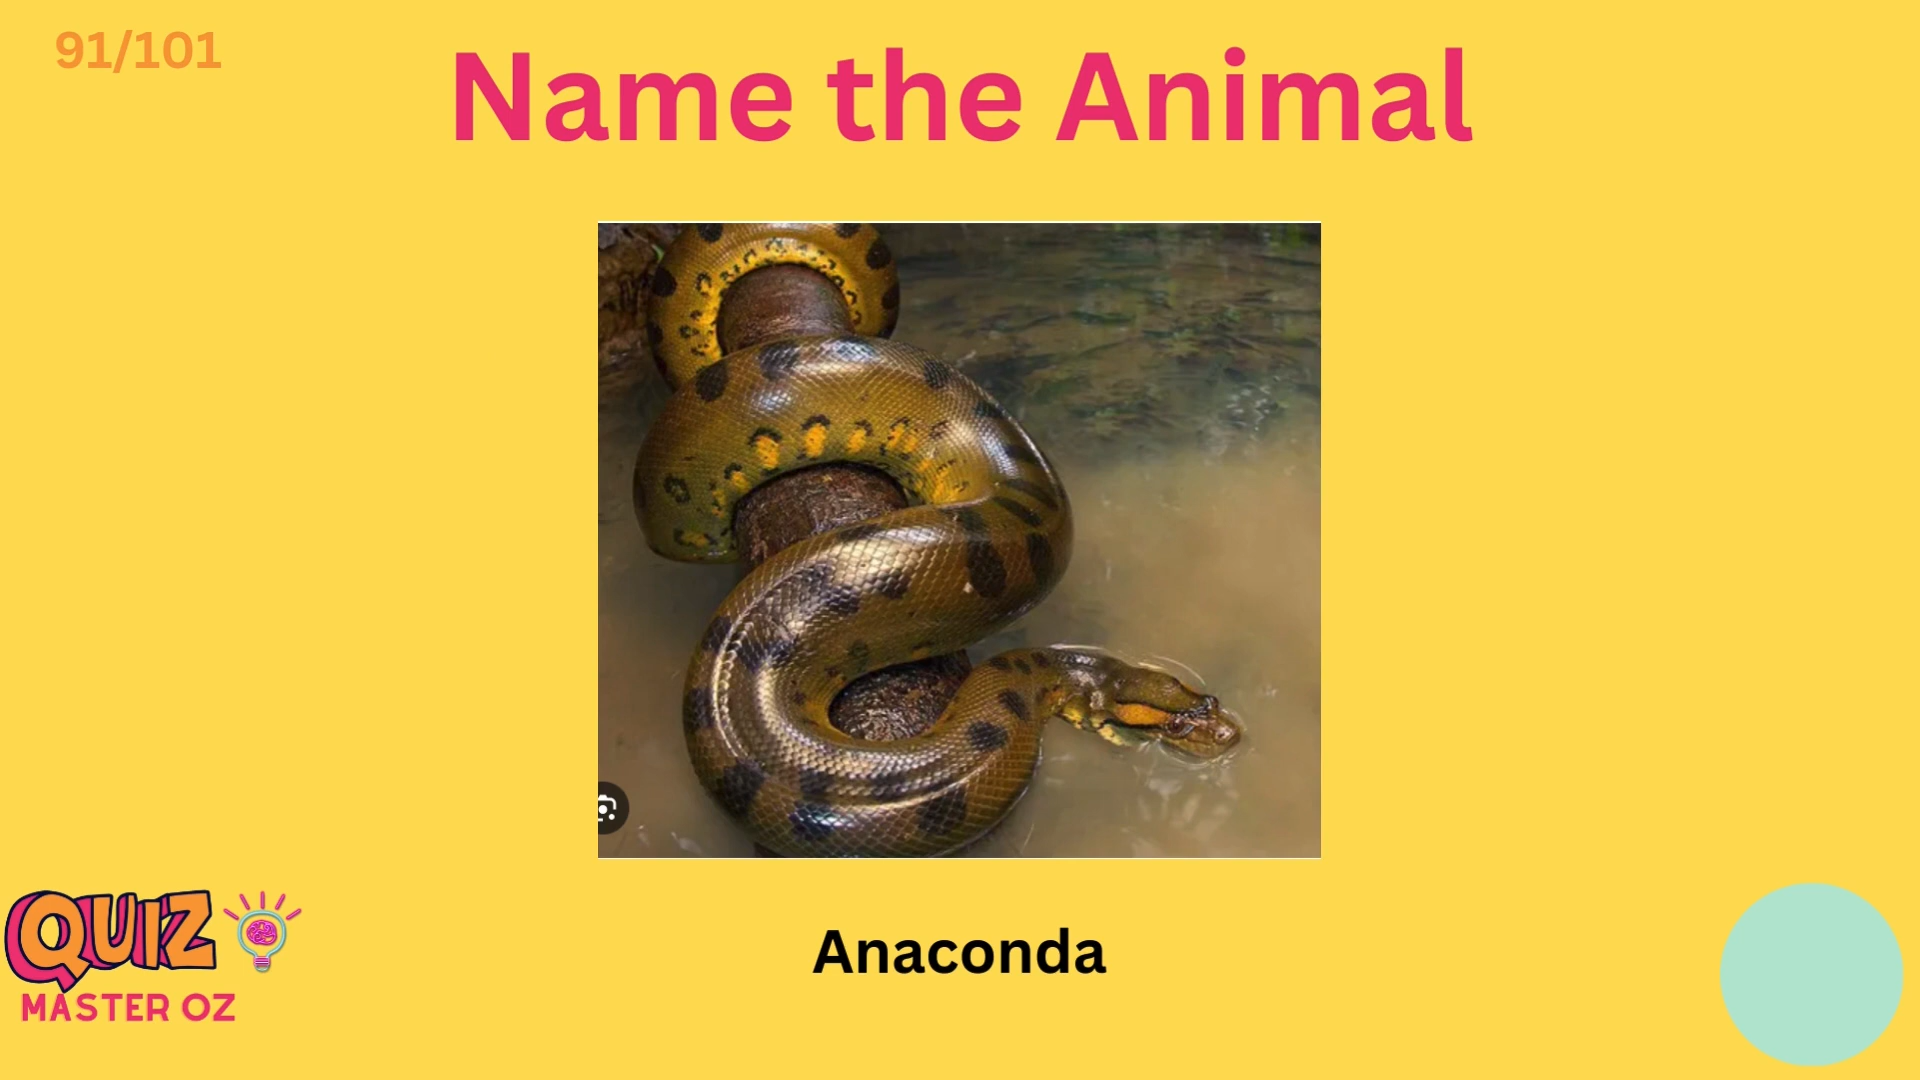 91/101
Name the Animal
Anaconda
QUIZ
MASTER OZ